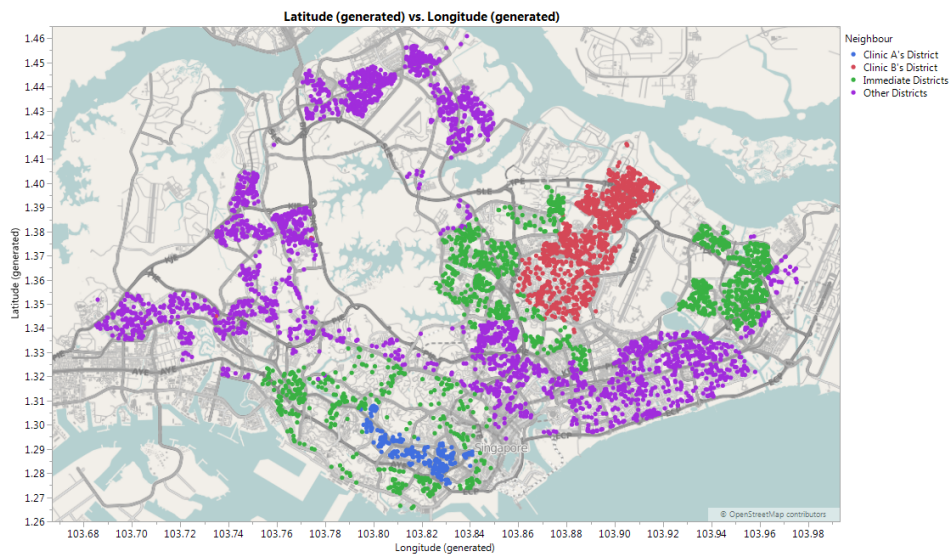 Latitude (generated) vs. Longitude (generated)
Neighbour
Clinic A's District
Clinic B's District
Immediate Districts
Other Districts
Latitude (generated)
1.46
1.45
1.44
1.43
1.42
1.41
1.40
1.39
1.38
1.37
1.36
1.35
1.34
1.33
1.32
1.31
1.30
1.29
1.28
1.27
1.26
SLE
Singapore
© OpenStreetMap contributors
103.68 103.70 103.72 103.74 103.76 103.78 103.80 103.82 103.84 103.86 103.88 103.90 103.92 103.94 103.96 103.98
Longitude (generated)